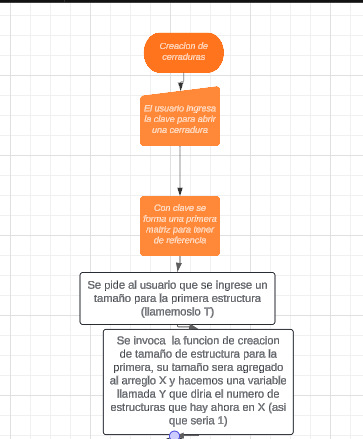 Creacion de
cerraduras
El usuario ingresa
la clave para abrir
una cerradura
Con clave se
forma una primera
matriz para tener
de referencia
Se pide al usuario que se ingrese un
tamaño para la primera estructura
(llamemoslo T)
Se invoca la funcion de creacion
de tamaño de estructura para la
primera, su tamaño sera agregado
al arreglo X y hacemos una variable
llamada Y que diria el numero de
estructuras que hay ahora en X (asi
que seria 1)